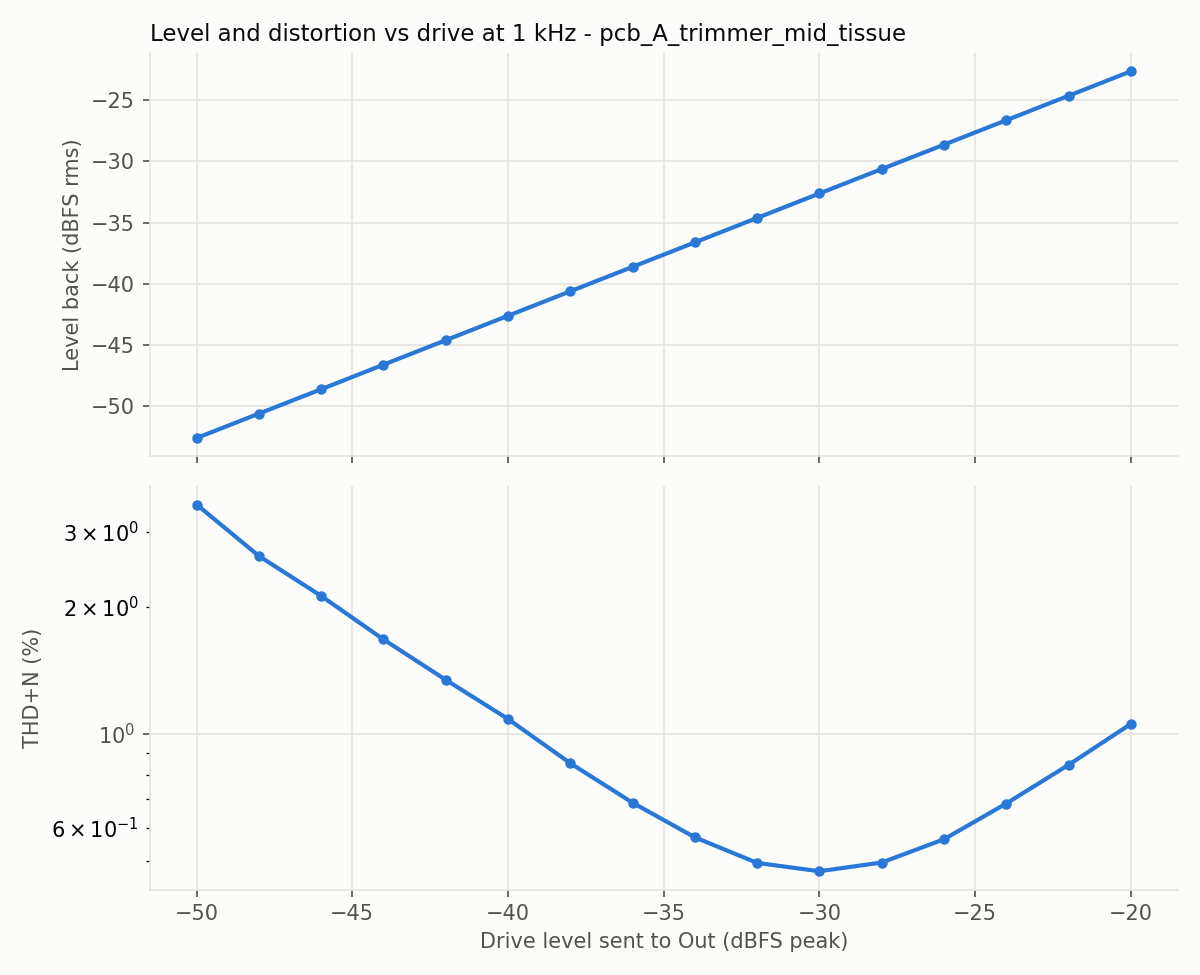 Level and distortion vs drive at 1 kHz - pcb_A_trimmer_mid_tissue
Level back (dBFS rms)
−25
−30
−35
−40
−45
−50
THD+N (%)
3 × 10⁰
2 × 10⁰
10⁰
6 × 10⁻¹
−50 −45 −40 −35 −30 −25 −20
Drive level sent to Out (dBFS peak)